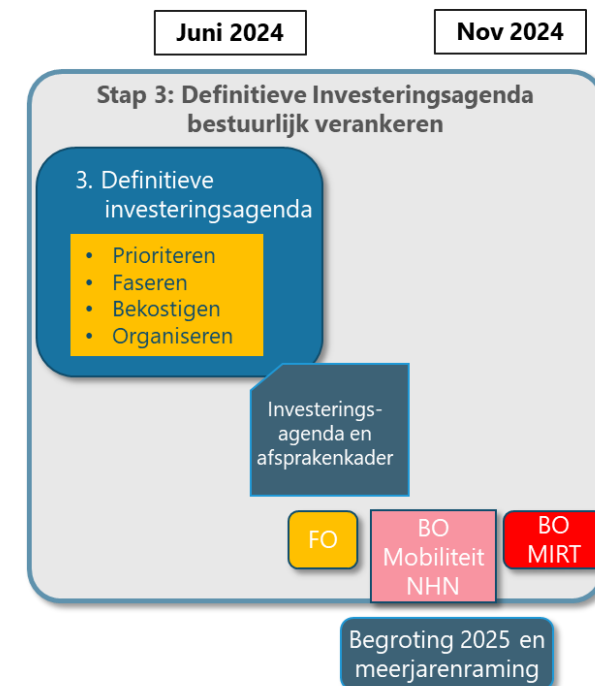 Juni 2024
Nov 2024
Stap 3: Definitieve Investeringsagenda
bestuurlijk verankeren
3. Definitieve
investeringsagenda
• Prioriteren
• Faseren
• Bekostigen
• Organiseren
Investerings-
agenda en
afsprakenkader
FO
BO
Mobiliteit
NHN
BO
MIRT
Begroting 2025 en
meerjarenraming